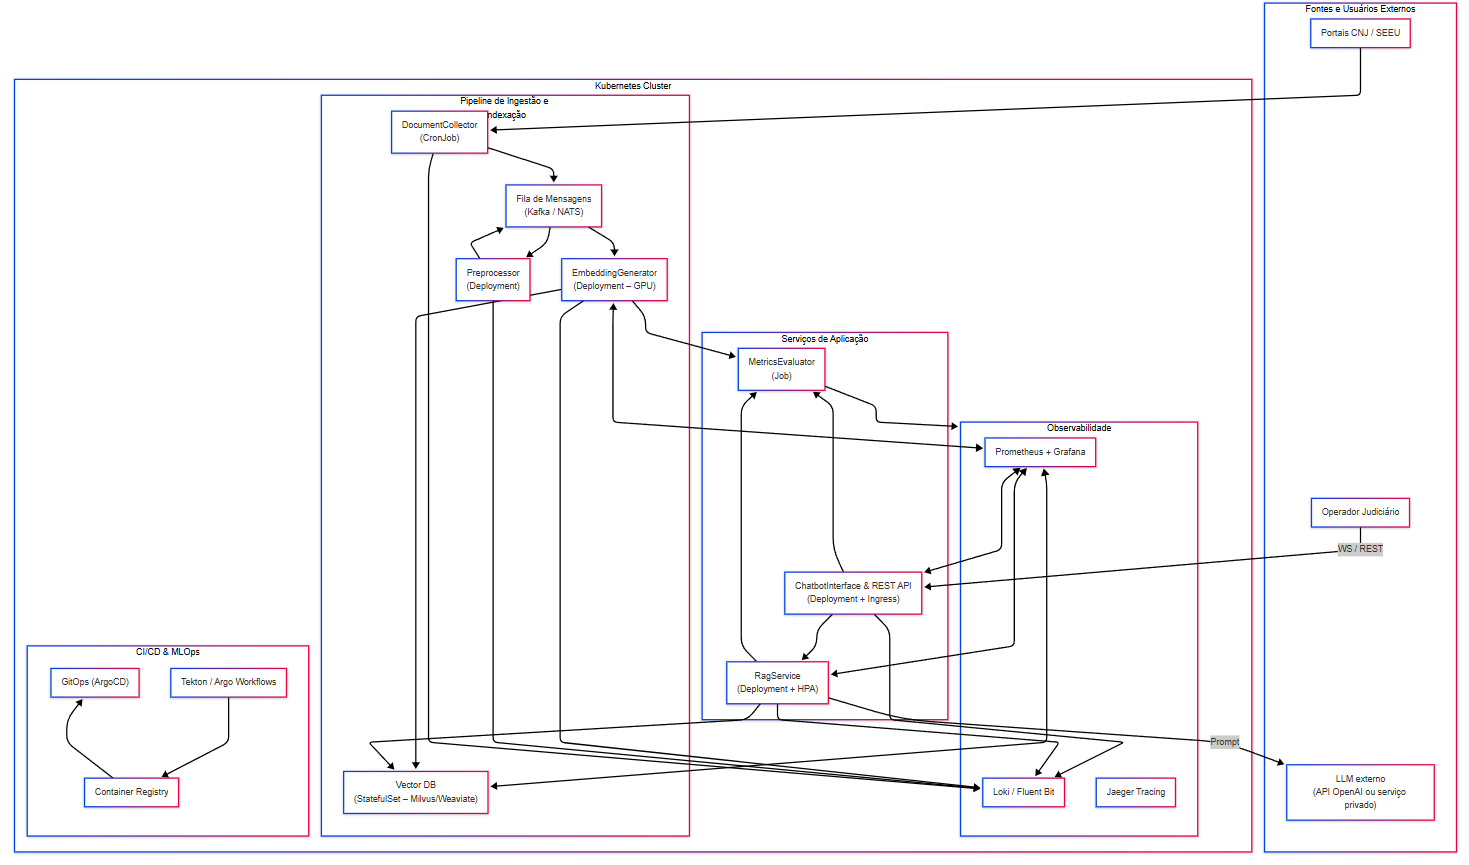 Fontes e Usuários Externos
Portais CNJ / SEEU
Kubernetes Cluster
Pipeline de Ingestão e
Indexação
DocumentCollector
(CronJob)
Fila de Mensagens
(Kafka / NATS)
Preprocessor
(Deployment)
EmbeddingGenerator
(Deployment – GPU)
Serviços de Aplicação
MetricsEvaluator
(Job)
Observabilidade
Prometheus + Grafana
Operador Judiciário
WS / REST
ChatbotInterface & REST API
(Deployment + Ingress)
CI/CD & MLOps
GitOps (ArgoCD)
Tekton / Argo Workflows
RagService
(Deployment + HPA)
Prompt
Container Registry
Vector DB
(StatefulSet – Milvus/Weaviate)
Loki / Fluent Bit
Jaeger Tracing
LLM externo
(API OpenAI ou serviço
privado)